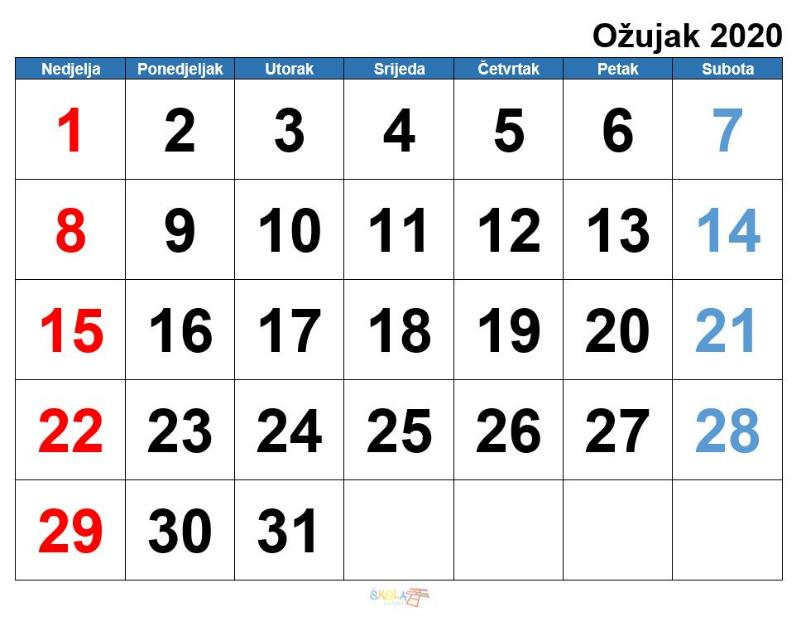 Ožujak 2020
Nedjelja Ponedjeljak Utorak Srijeda Četvrtak Petak Subota
1 2 3 4 5 6 7
8 9 10 11 12 13 14
15 16 17 18 19 20 21
22 23 24 25 26 27 28
29 30 31
ŠKOLA